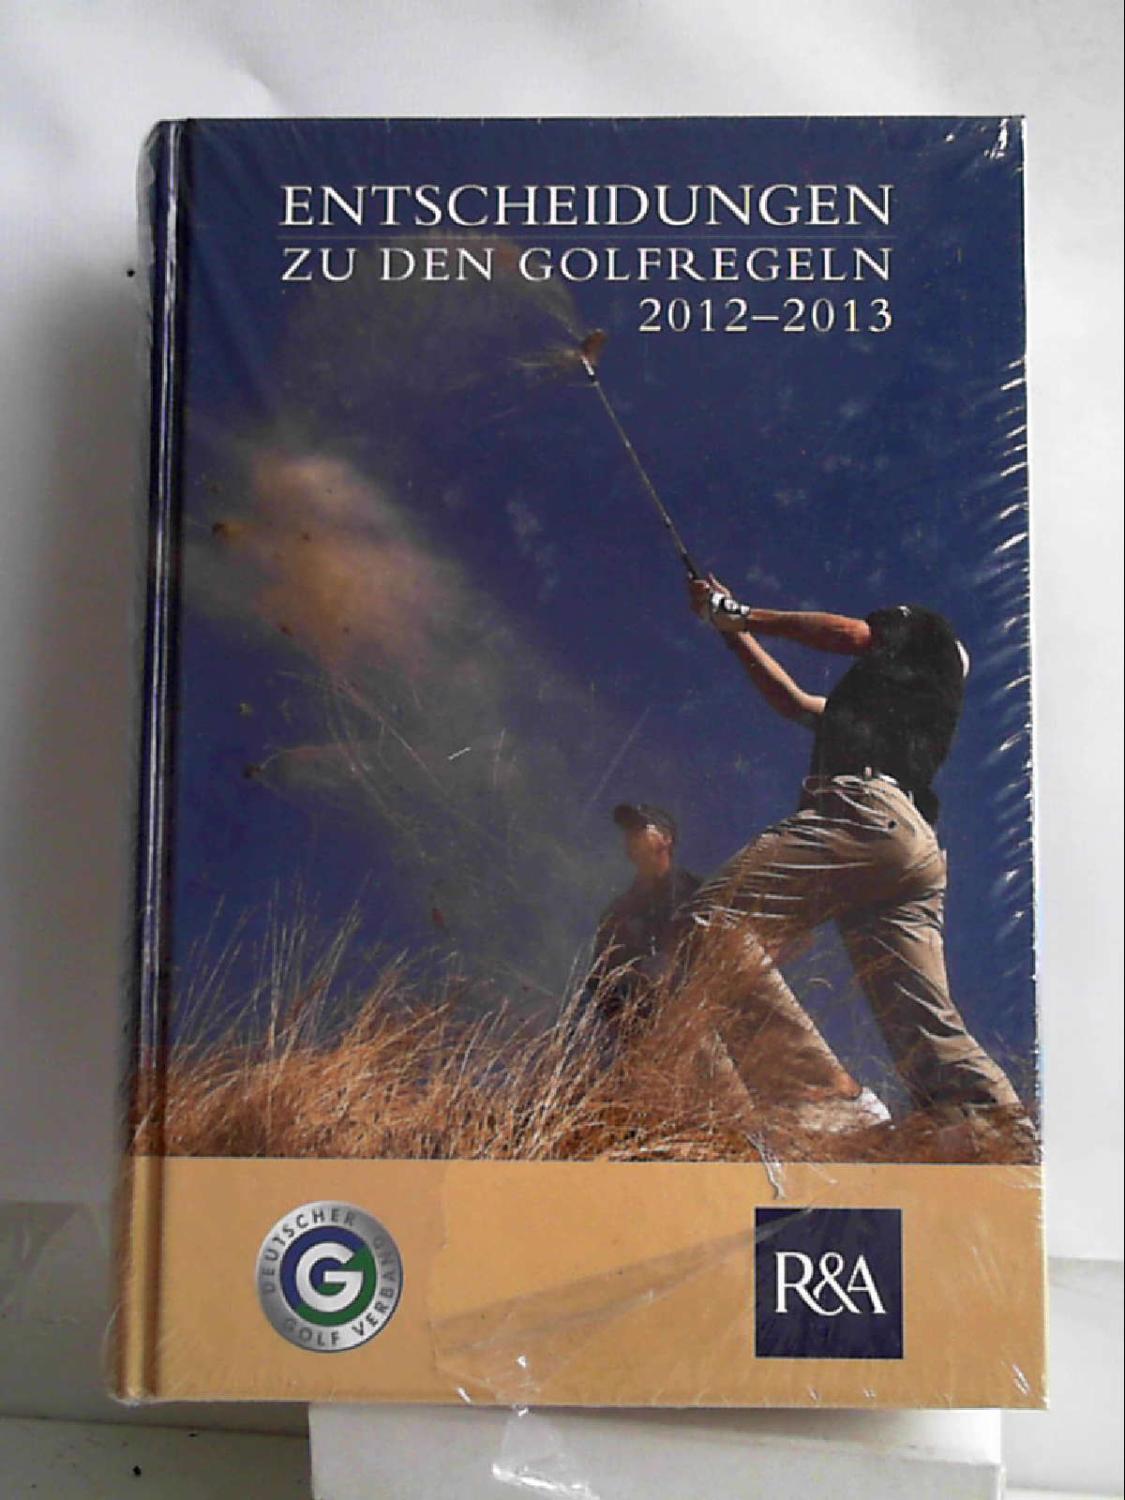 ENTSCHEIDUNGEN
ZU DEN GOLFREGELN
2012–2013
DEUTSCHER
GOLF VERBAND
G
R&A